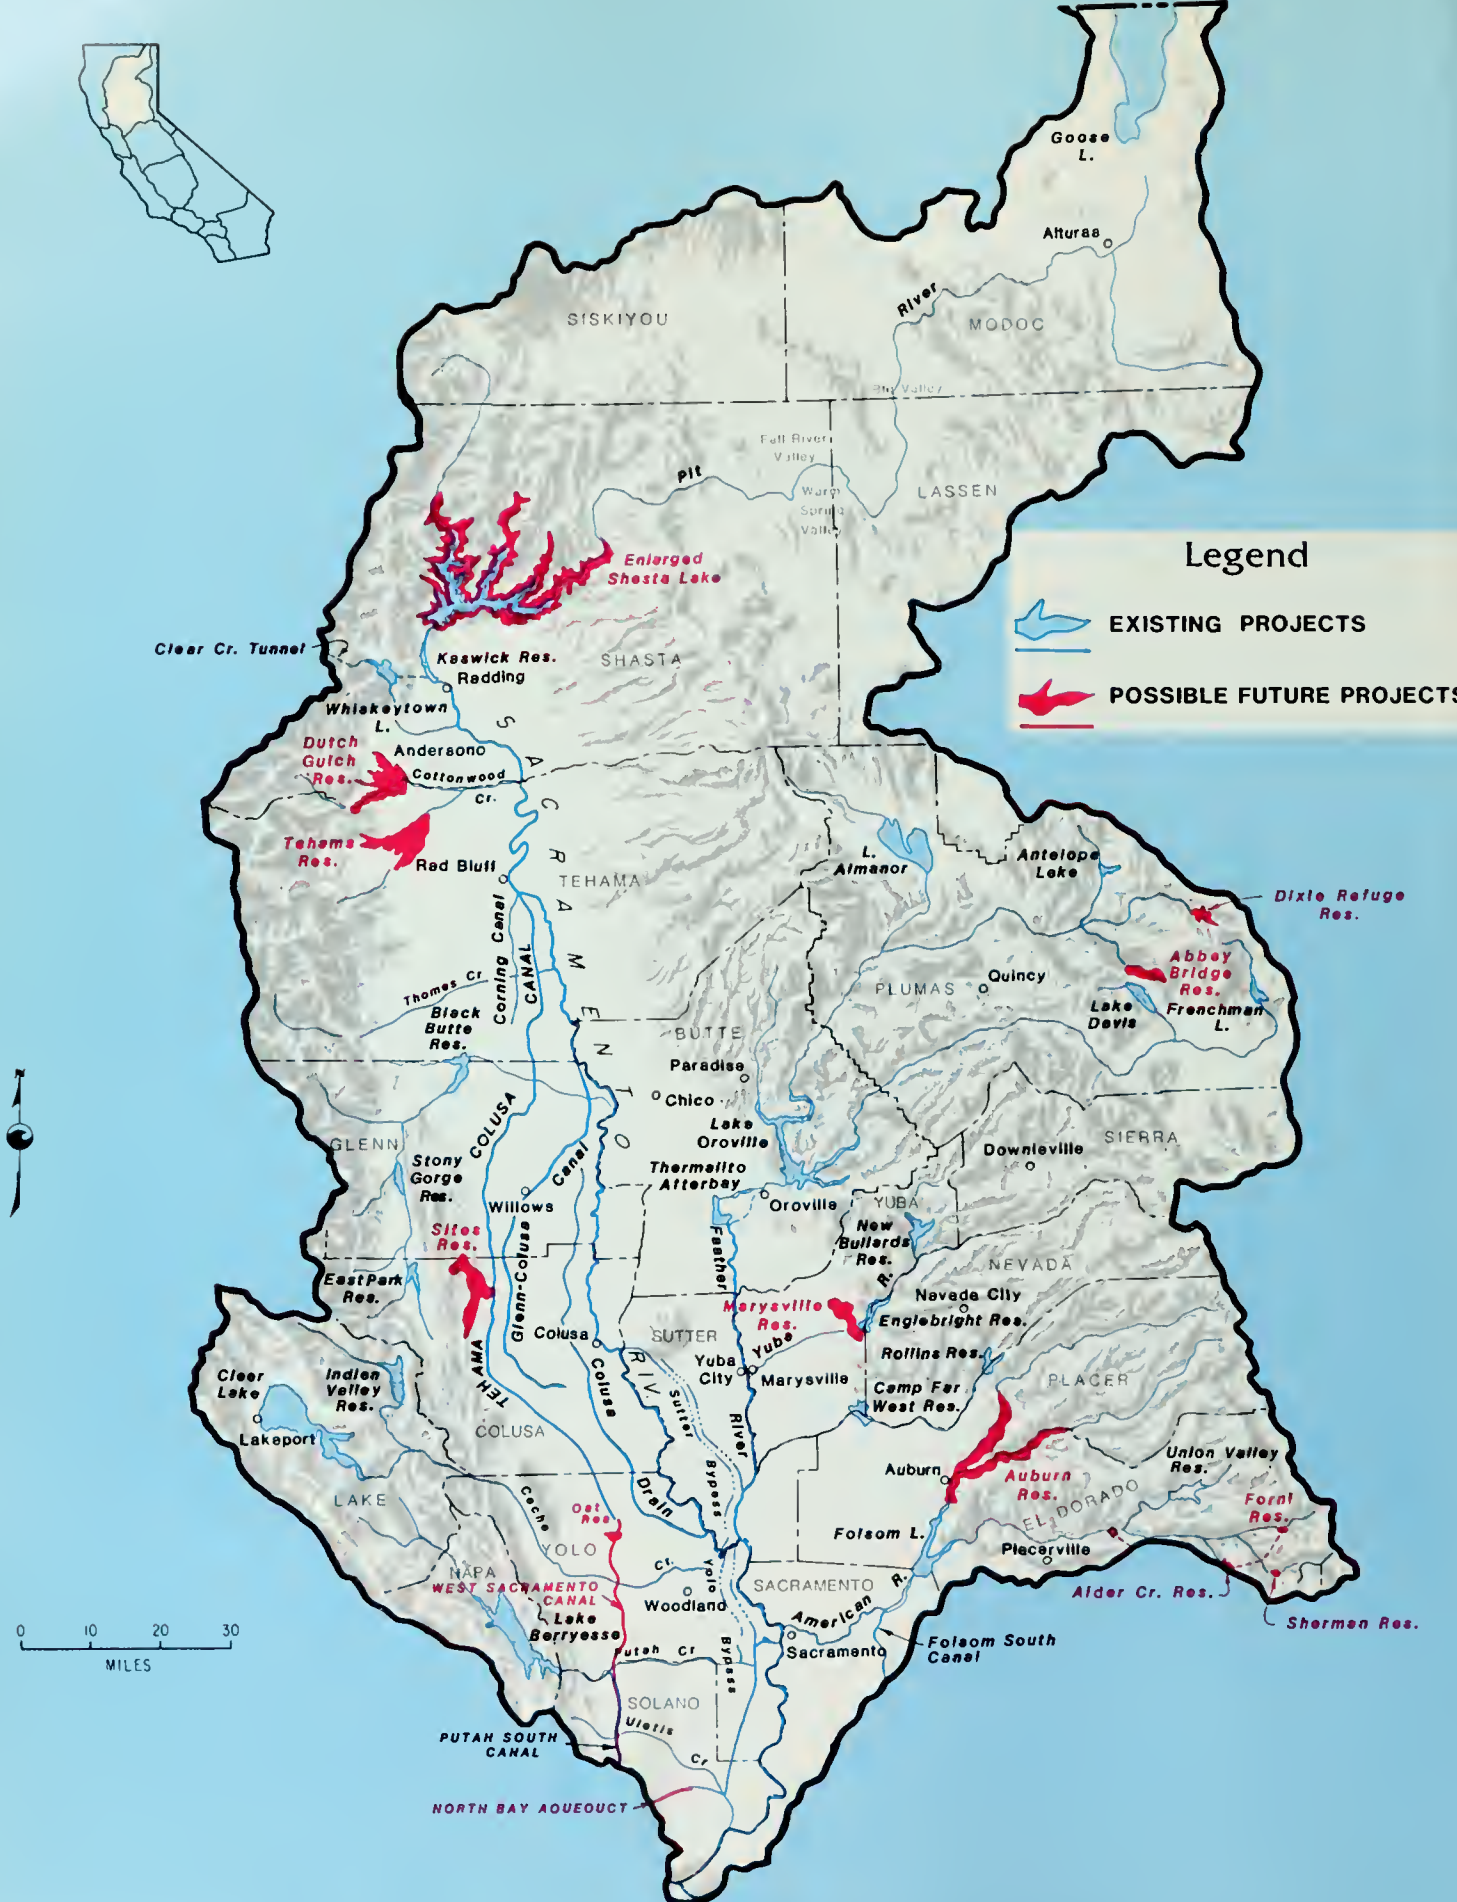 Goose
L.
Alturas
River
SISKIYOU
MODOC
Big Valley
Fall River
Valley
Pit
Warm
Spring
Valley
LASSEN
Legend
EXISTING PROJECTS
POSSIBLE FUTURE PROJECTS
Enlarged
Shasta Lake
Clear Cr. Tunnel
Keswick Res.
Redding
SHASTA
Whiskeytown
L.
Dutch
Gulch
Res.
Anderson
Cottonwood
Cr.
Tehama
Res.
Red Bluff
TEHAMA
SACRAMENTO
RIV.
L.
Almanor
Antelope
Lake
Dixie Refuge
Res.
Abbey
Bridge
Res.
Quincy
PLUMAS
Lake
Davis
Frenchman
L.
Corning Canal
CANAL
Thomes Cr
Black
Butte
Res.
BUTTE
Paradise
Chico
Lake
Oroville
COLUSA
Canal
GLENN
Stony
Gorge
Res.
Thermalito
Afterbay
Downieville
SIERRA
Willows
Oroville
YUBA
New
Bullards
Res.
Feather
Sites
Res.
Glenn-Colusa
NEVADA
East Park
Res.
R.
Nevada City
Marysville
Res.
Englebright Res.
Colusa
SUTTER
Yuba
Rollins Res.
Yuba
City
Marysville
Clear
Lake
Indian
Valley
Res.
TEHAMA
Colusa
Sutter
River
Camp Far
West Res.
PLACER
Lakeport
COLUSA
Bypass
Auburn
Auburn
Res.
Union Valley
Res.
LAKE
Cache
Drain
Oat
Res
EL DORADO
Forni
Res.
Folsom L.
Placerville
YOLO
Cr.
Yolo
NAPA
WEST SACRAMENTO
CANAL
SACRAMENTO
R.
Woodland
American
Alder Cr. Res.
Sherman Res.
Lake
Berryessa
Putah Cr
Bypass
Sacramento
Folsom South
Canal
0 10 20 30
MILES
SOLANO
Ulatis
Cr
PUTAH SOUTH
CANAL
NORTH BAY AQUEDUCT